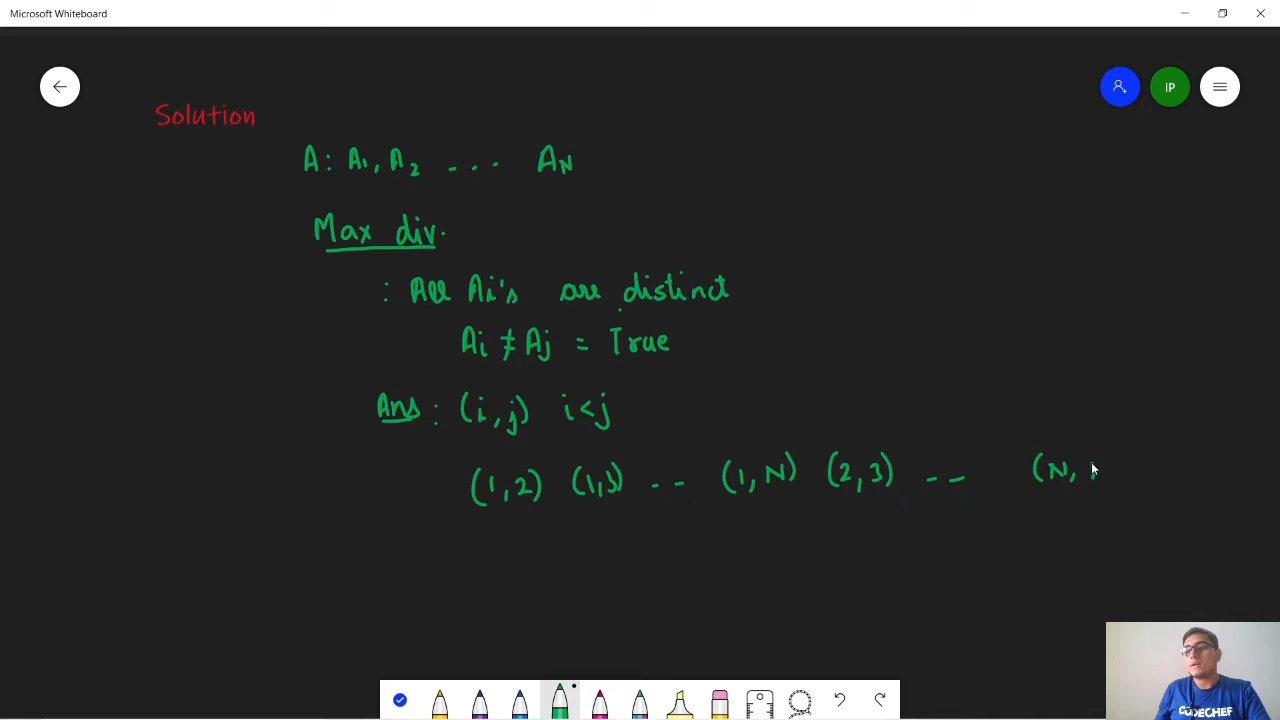 Microsoft Whiteboard
IP
Solution
A: A1, A2 ... AN
Max div.
: All Ai's are distinct
Ai ≠ Aj = True
Ans: (i, j) i<j
(1, 2) (1,3) -- (1, N) (2, 3) -- (N,
CODECHEF